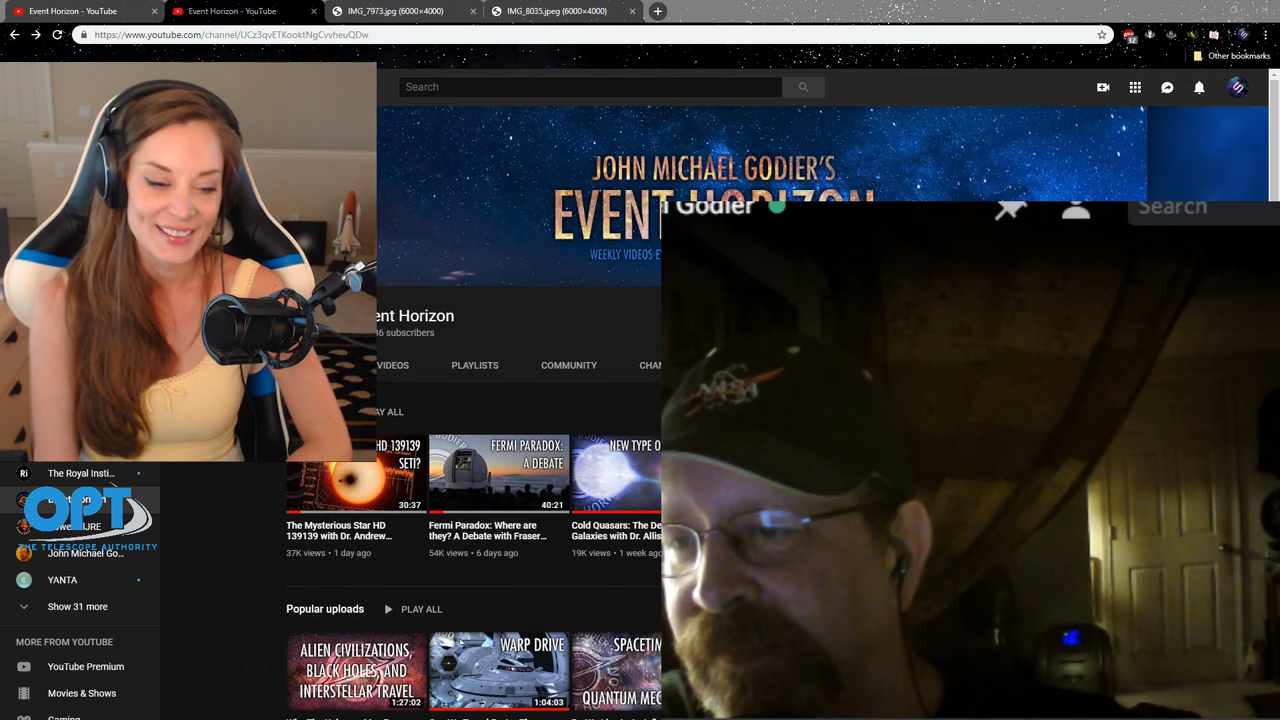 Event Horizon - YouTube
Event Horizon - YouTube
IMG_7973.jpg (6000×4000)
IMG_8035.jpeg (6000×4000)
https://www.youtube.com/channel/UCz3qvETKooktNgCvvheuQDw
12
Other bookmarks
Search
JOHN MICHAEL GODIER'S
EVENT HORIZON
WEEKLY VIDEOS
Godier
Search
ent Horizon
46 subscribers
VIDEOS
PLAYLISTS
COMMUNITY
CHAN
AY ALL
HD 139139
SETI?
30:37
FERMI PARADOX:
A DEBATE
40:21
NEW TYPE O
The Mysterious Star HD
139139 with Dr. Andrew...
37K views • 1 day ago
Fermi Paradox: Where are
they? A Debate with Fraser...
54K views • 6 days ago
Cold Quasars: The De
Galaxies with Dr. Allis
19K views • 1 week ago
Ri
The Royal Insti...
OPT
THE TELESCOPE AUTHORITY
John Michael Go...
YANTA
Show 31 more
MORE FROM YOUTUBE
YouTube Premium
Movies & Shows
Gaming
Popular uploads
PLAY ALL
ALIEN CIVILIZATIONS,
BLACK HOLES, AND
INTERSTELLAR TRAVEL
1:27:02
WARP DRIVE
1:04:03
SPACETIM
QUANTUM MEC
NASA